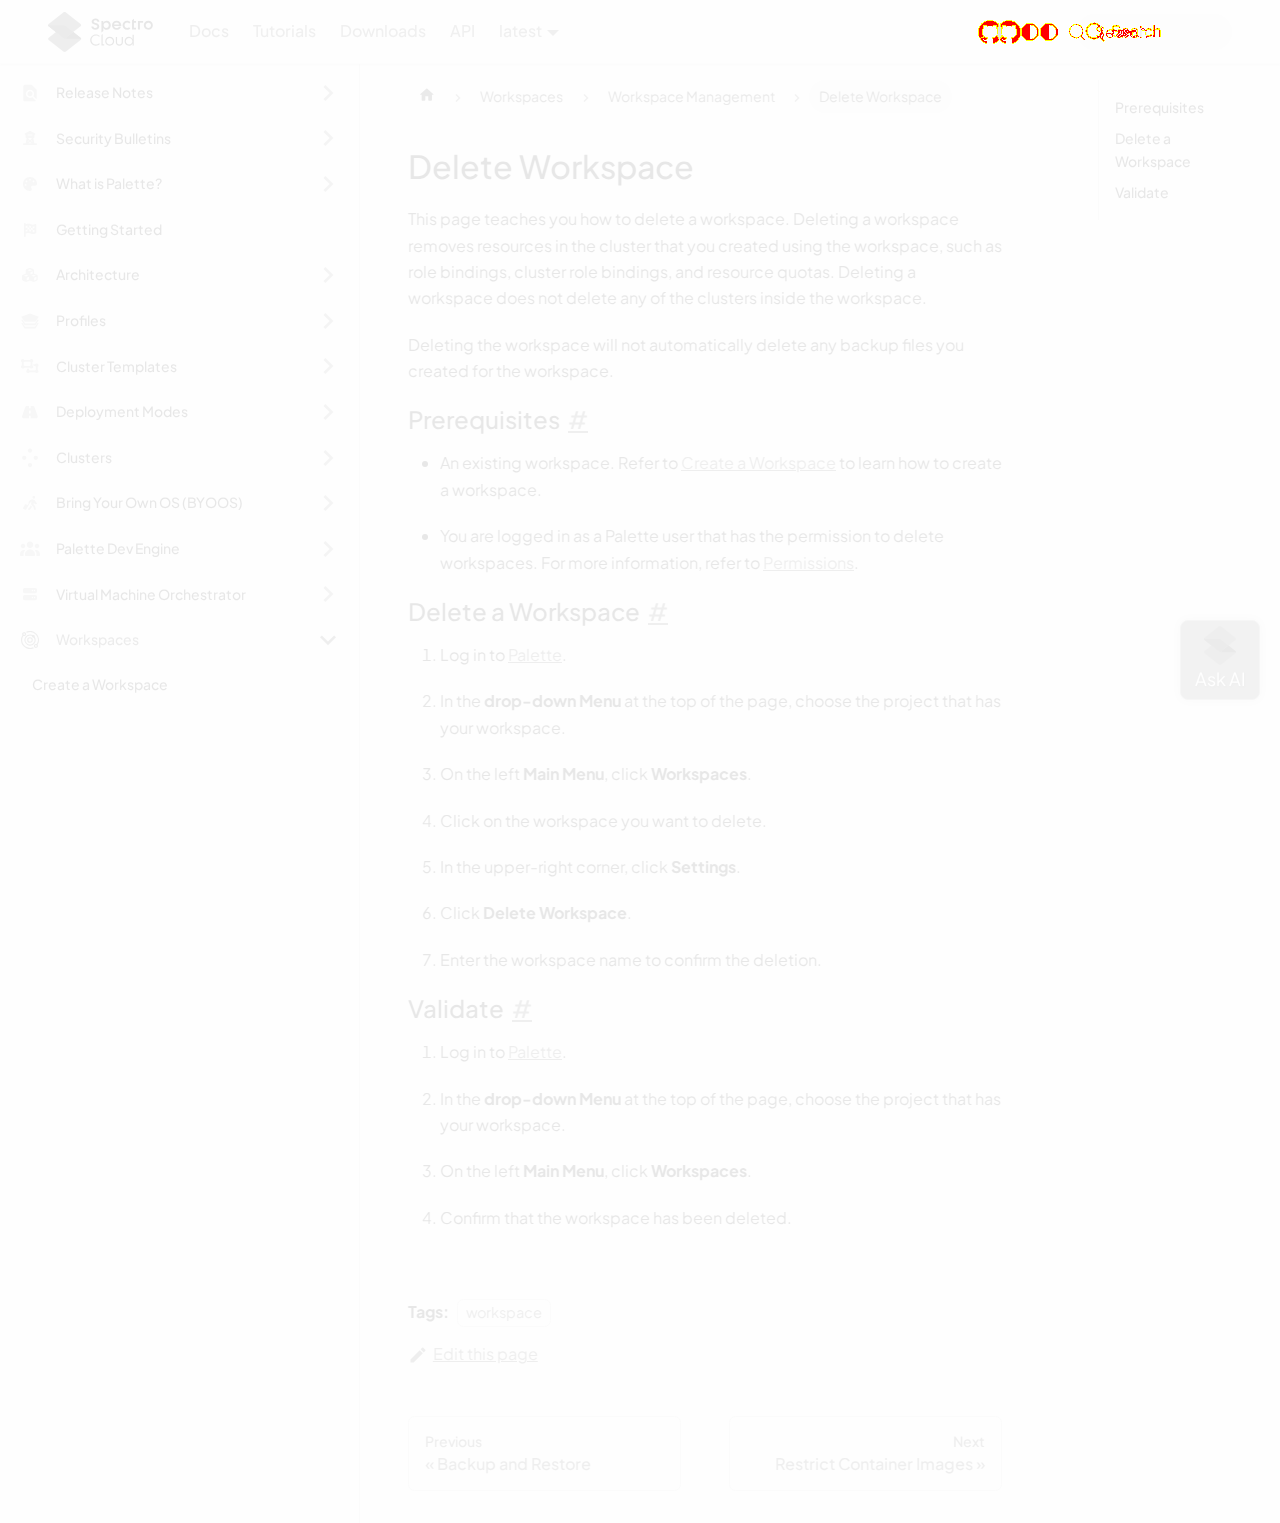 Spectro
Cloud
Docs
Tutorials
Downloads
API
latest
Release Notes
Security Bulletins
What is Palette?
Getting Started
Architecture
Profiles
Cluster Templates
Deployment Modes
Clusters
Bring Your Own OS (BYOOS)
Palette Dev Engine
Virtual Machine Orchestrator
Workspaces
Create a Workspace
Workspaces
Workspace Management
Delete Workspace
Delete Workspace
This page teaches you how to delete a workspace. Deleting a workspace
removes resources in the cluster that you created using the workspace, such as
role bindings, cluster role bindings, and resource quotas. Deleting a
workspace does not delete any of the clusters inside the workspace.
Deleting the workspace will not automatically delete any backup files you
created for the workspace.
Prerequisites #
• An existing workspace. Refer to Create a Workspace to learn how to create
a workspace.
• You are logged in as a Palette user that has the permission to delete
workspaces. For more information, refer to Permissions.
Delete a Workspace #
1. Log in to Palette.
2. In the drop-down Menu at the top of the page, choose the project that has
your workspace.
3. On the left Main Menu, click Workspaces.
4. Click on the workspace you want to delete.
5. In the upper-right corner, click Settings.
6. Click Delete Workspace.
7. Enter the workspace name to confirm the deletion.
Validate #
1. Log in to Palette.
2. In the drop-down Menu at the top of the page, choose the project that has
your workspace.
3. On the left Main Menu, click Workspaces.
4. Confirm that the workspace has been deleted.
Tags:
workspace
Edit this page
Previous
« Backup and Restore
Next
Restrict Container Images »
Prerequisites
Delete a
Workspace
Validate
Ask AI